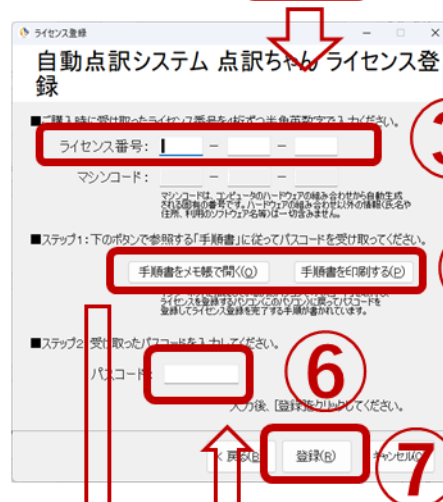 ライセンス登録
自動点訳システム 点訳ちゃん ライセンス登
録
■ご購入時に受け取ったライセンス番号を4桁ずつ半角英数字で入力ください。
ライセンス番号: － －
③
マシンコード: － －
マシンコードは、コンピュータのハードウェアの組み合わせから自動生成
される固有の番号です。ハードウェアの組み合わせ以外の情報(氏名や
住所、利用のソフトウェア名等)は一切含みません。
■ステップ1：下のボタンで参照する「手順書」に従ってパスコードを受け取ってください。
手順書をメモ帳で開く(O) 手順書を印刷する(P)
ライセンスを登録するパソコン(このパソコン)に戻ってパスコードを
登録してライセンス登録を完了する手順が書かれています。
■ステップ2 受け取ったパスコードを入力してください。
パスコード:
⑥
入力後、[登録]をクリックしてください。
< 戻る(B) 登録(R) キャンセル(C
⑦